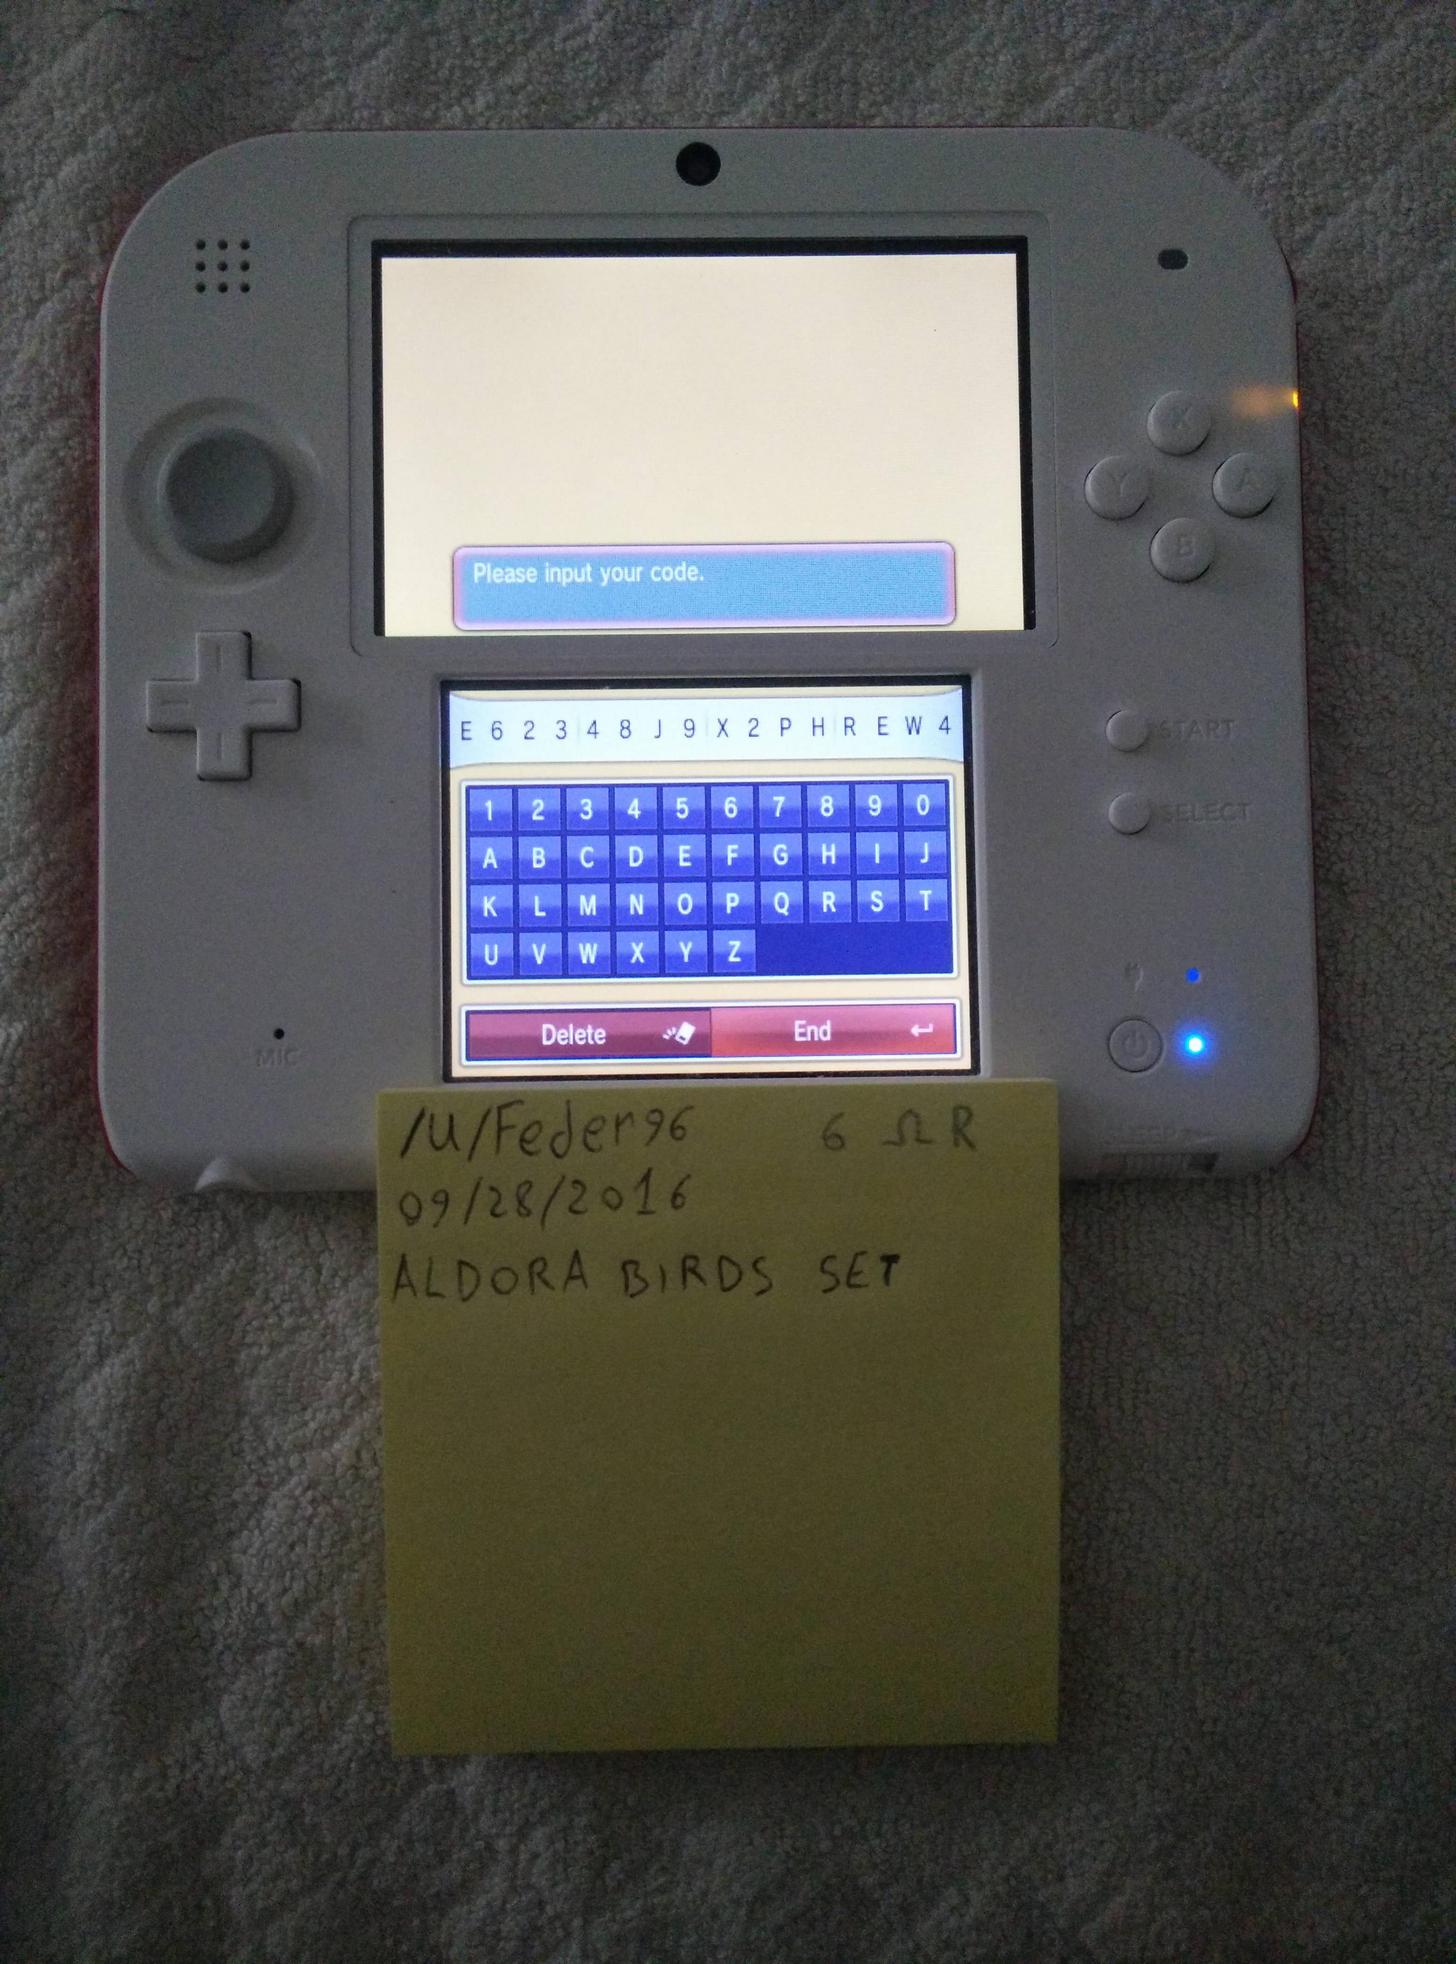 X
Y A
B
Please input your code.
START
SELECT
E 6 2 3 4 8 J 9 X 2 P H R E W 4
1 2 3 4 5 6 7 8 9 0
A B C D E F G H I J
K L M N O P Q R S T
U V W X Y Z
Delete End
MIC
/U/Feder96 6 Ω R
09/28/2016
ALDORA BIRDS SET